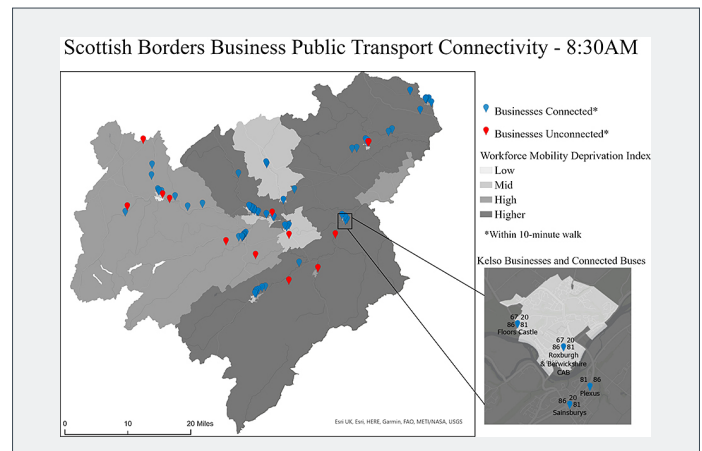 Scottish Borders Business Public Transport Connectivity - 8:30AM
Businesses Connected*
Businesses Unconnected*
Workforce Mobility Deprivation Index
Low
Mid
High
Higher
*Within 10-minute walk
Kelso Businesses and Connected Buses
67 20
86 81
Floors Castle
67 20
86 81
Roxburgh
& Berwickshire
CAB
81 86
Plexus
20
86 81
Sainsburys
0 10 20 Miles
Esri UK, Esri, HERE, Garmin, FAO, METI/NASA, USGS